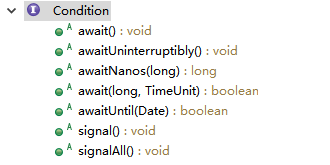 Condition
await() : void
awaitUninterruptibly() : void
awaitNanos(long) : long
await(long, TimeUnit) : boolean
awaitUntil(Date) : boolean
signal() : void
signalAll() : void